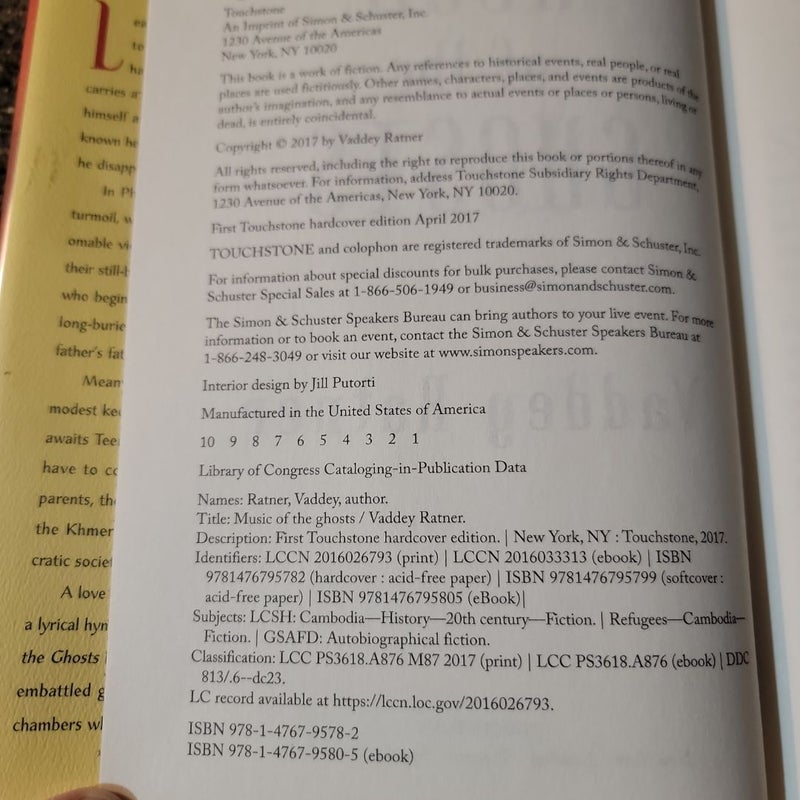 L
ea
to
ha
carries a
himself a
known he
he disapp
In Ph
turmoil, w
omable vi
their still-h
who begin
long-burie
father's fat
Mean
modest kee
awaits Tee
have to co
parents, th
the Khmer
cratic societ
A love
a lyrical hyn
the Ghosts
embattled g
chambers wh
Touchstone
An Imprint of Simon & Schuster, Inc.
1230 Avenue of the Americas
New York, NY 10020
This book is a work of fiction. Any references to historical events, real people, or real
places are used fictitiously. Other names, characters, places, and events are products of the
author's imagination, and any resemblance to actual events or places or persons, living or
dead, is entirely coincidental.
Copyright © 2017 by Vaddey Ratner
All rights reserved, including the right to reproduce this book or portions thereof in any
form whatsoever. For information, address Touchstone Subsidiary Rights Department,
1230 Avenue of the Americas, New York, NY 10020.
First Touchstone hardcover edition April 2017
TOUCHSTONE and colophon are registered trademarks of Simon & Schuster, Inc.
For information about special discounts for bulk purchases, please contact Simon &
Schuster Special Sales at 1-866-506-1949 or business@simonandschuster.com.
The Simon & Schuster Speakers Bureau can bring authors to your live event. For more
information or to book an event, contact the Simon & Schuster Speakers Bureau at
1-866-248-3049 or visit our website at www.simonspeakers.com.
Interior design by Jill Putorti
Manufactured in the United States of America
10 9 8 7 6 5 4 3 2 1
Library of Congress Cataloging-in-Publication Data
Names: Ratner, Vaddey, author.
Title: Music of the ghosts / Vaddey Ratner.
Description: First Touchstone hardcover edition. | New York, NY : Touchstone, 2017.
Identifiers: LCCN 2016026793 (print) | LCCN 2016033313 (ebook) | ISBN
9781476795782 (hardcover : acid-free paper) | ISBN 9781476795799 (softcover :
acid-free paper) | ISBN 9781476795805 (eBook)|
Subjects: LCSH: Cambodia—History—20th century—Fiction. | Refugees—Cambodia—
Fiction. | GSAFD: Autobiographical fiction.
Classification: LCC PS3618.A876 M87 2017 (print) | LCC PS3618.A876 (ebook) | DDC
813/.6--dc23.
LC record available at https://lccn.loc.gov/2016026793.
ISBN 978-1-4767-9578-2
ISBN 978-1-4767-9580-5 (ebook)